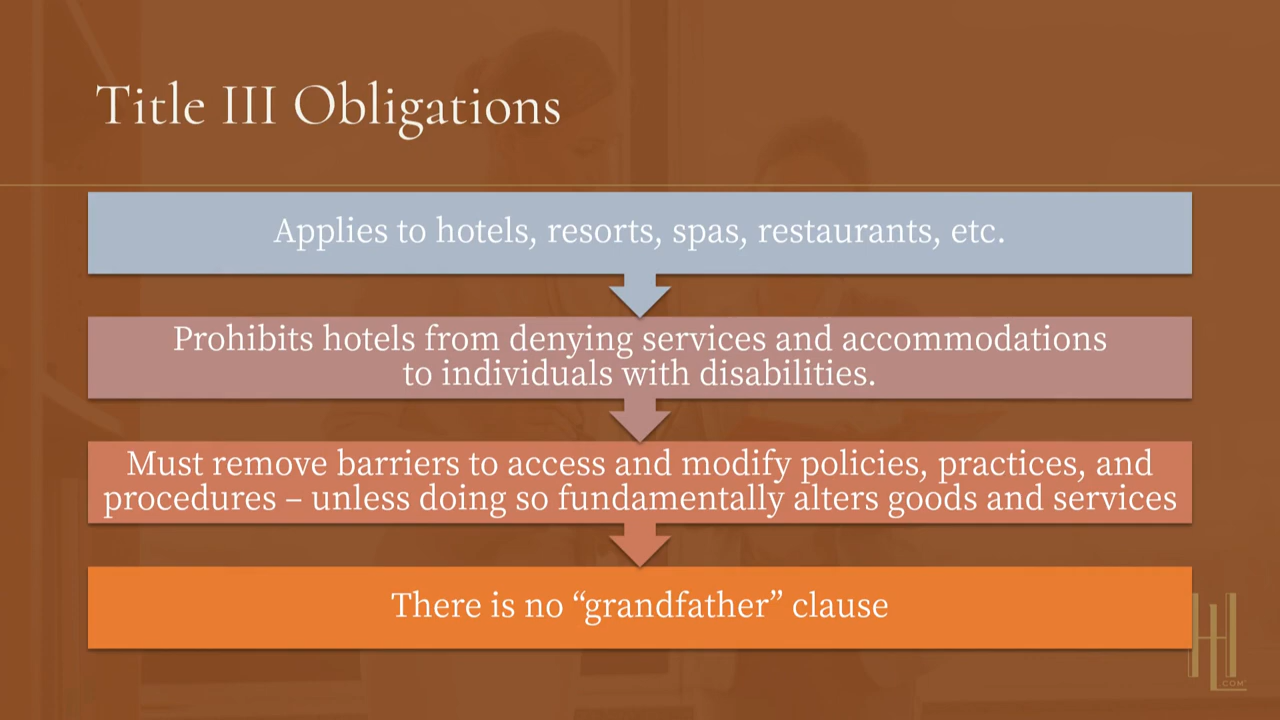 Title III Obligations
Applies to hotels, resorts, spas, restaurants, etc.
Prohibits hotels from denying services and accommodations
to individuals with disabilities.
Must remove barriers to access and modify policies, practices, and
procedures – unless doing so fundamentally alters goods and services
There is no “grandfather” clause
HL
.COM